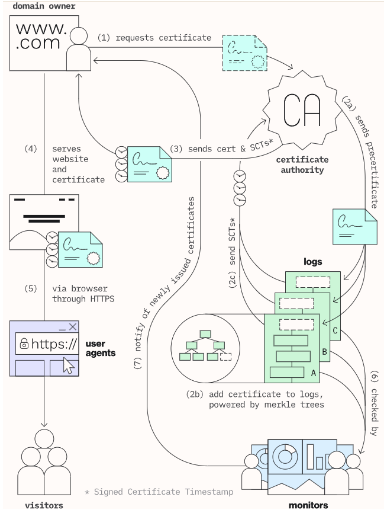 domain owner
www.
.com
(1) requests certificate
CA
(2a) sends precertificate
(3) sends cert & SCTs*
certificate
authority
(4) serves
website
and
certificate
(2c) send SCTs*
logs
(5) via browser
through HTTPS
https://
user
agents
(7) notify of newly issued certificates
C
B
A
(6) checked by
(2b) add certificate to logs,
powered by merkle trees
* Signed Certificate Timestamp
visitors
monitors